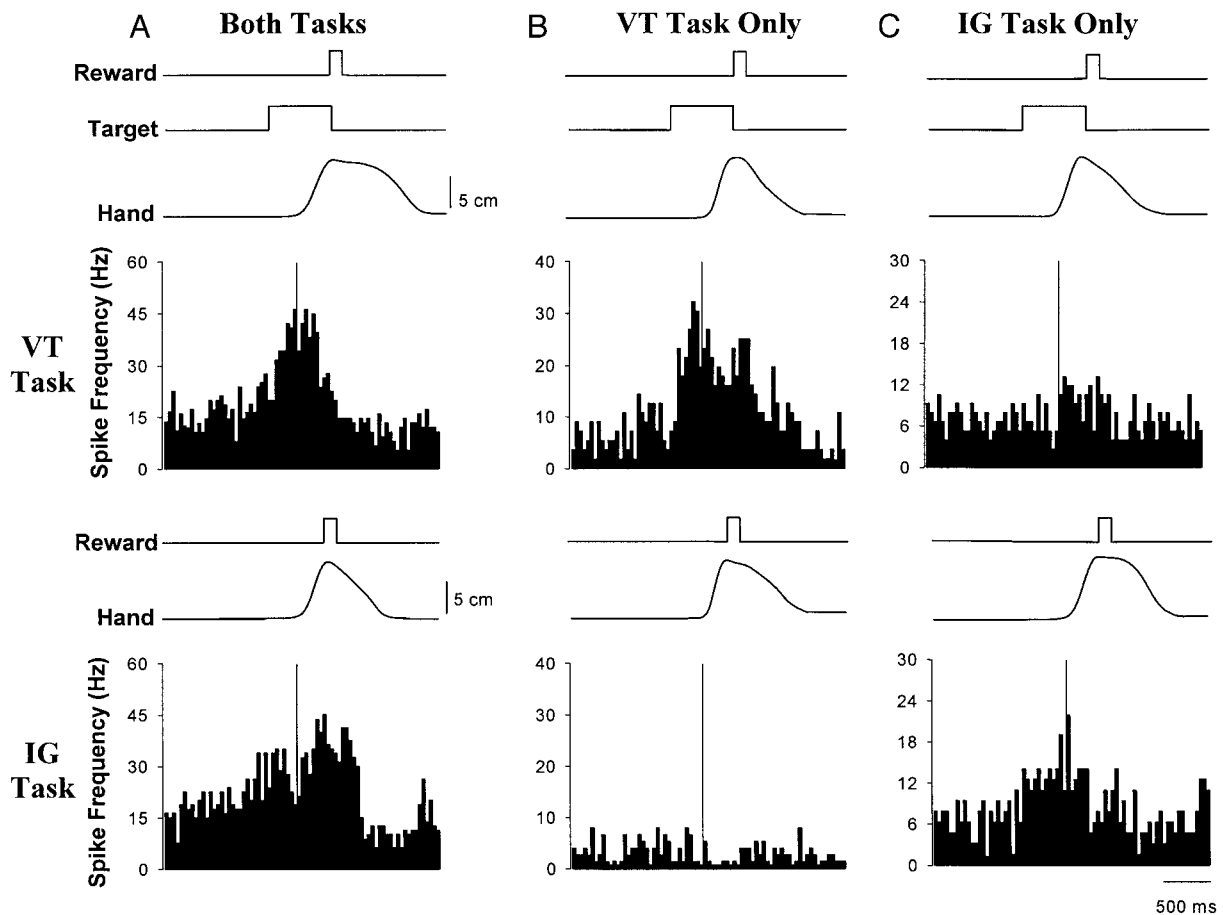 A Both Tasks B VT Task Only C IG Task Only
Reward
Target
Hand
5 cm
VT
Task
Spike Frequency (Hz)
60
45
30
15
0
40
30
20
10
0
30
24
18
12
6
0
Reward
Hand
5 cm
IG
Task
Spike Frequency (Hz)
60
45
30
15
0
40
30
20
10
0
30
24
18
12
6
0
500 ms